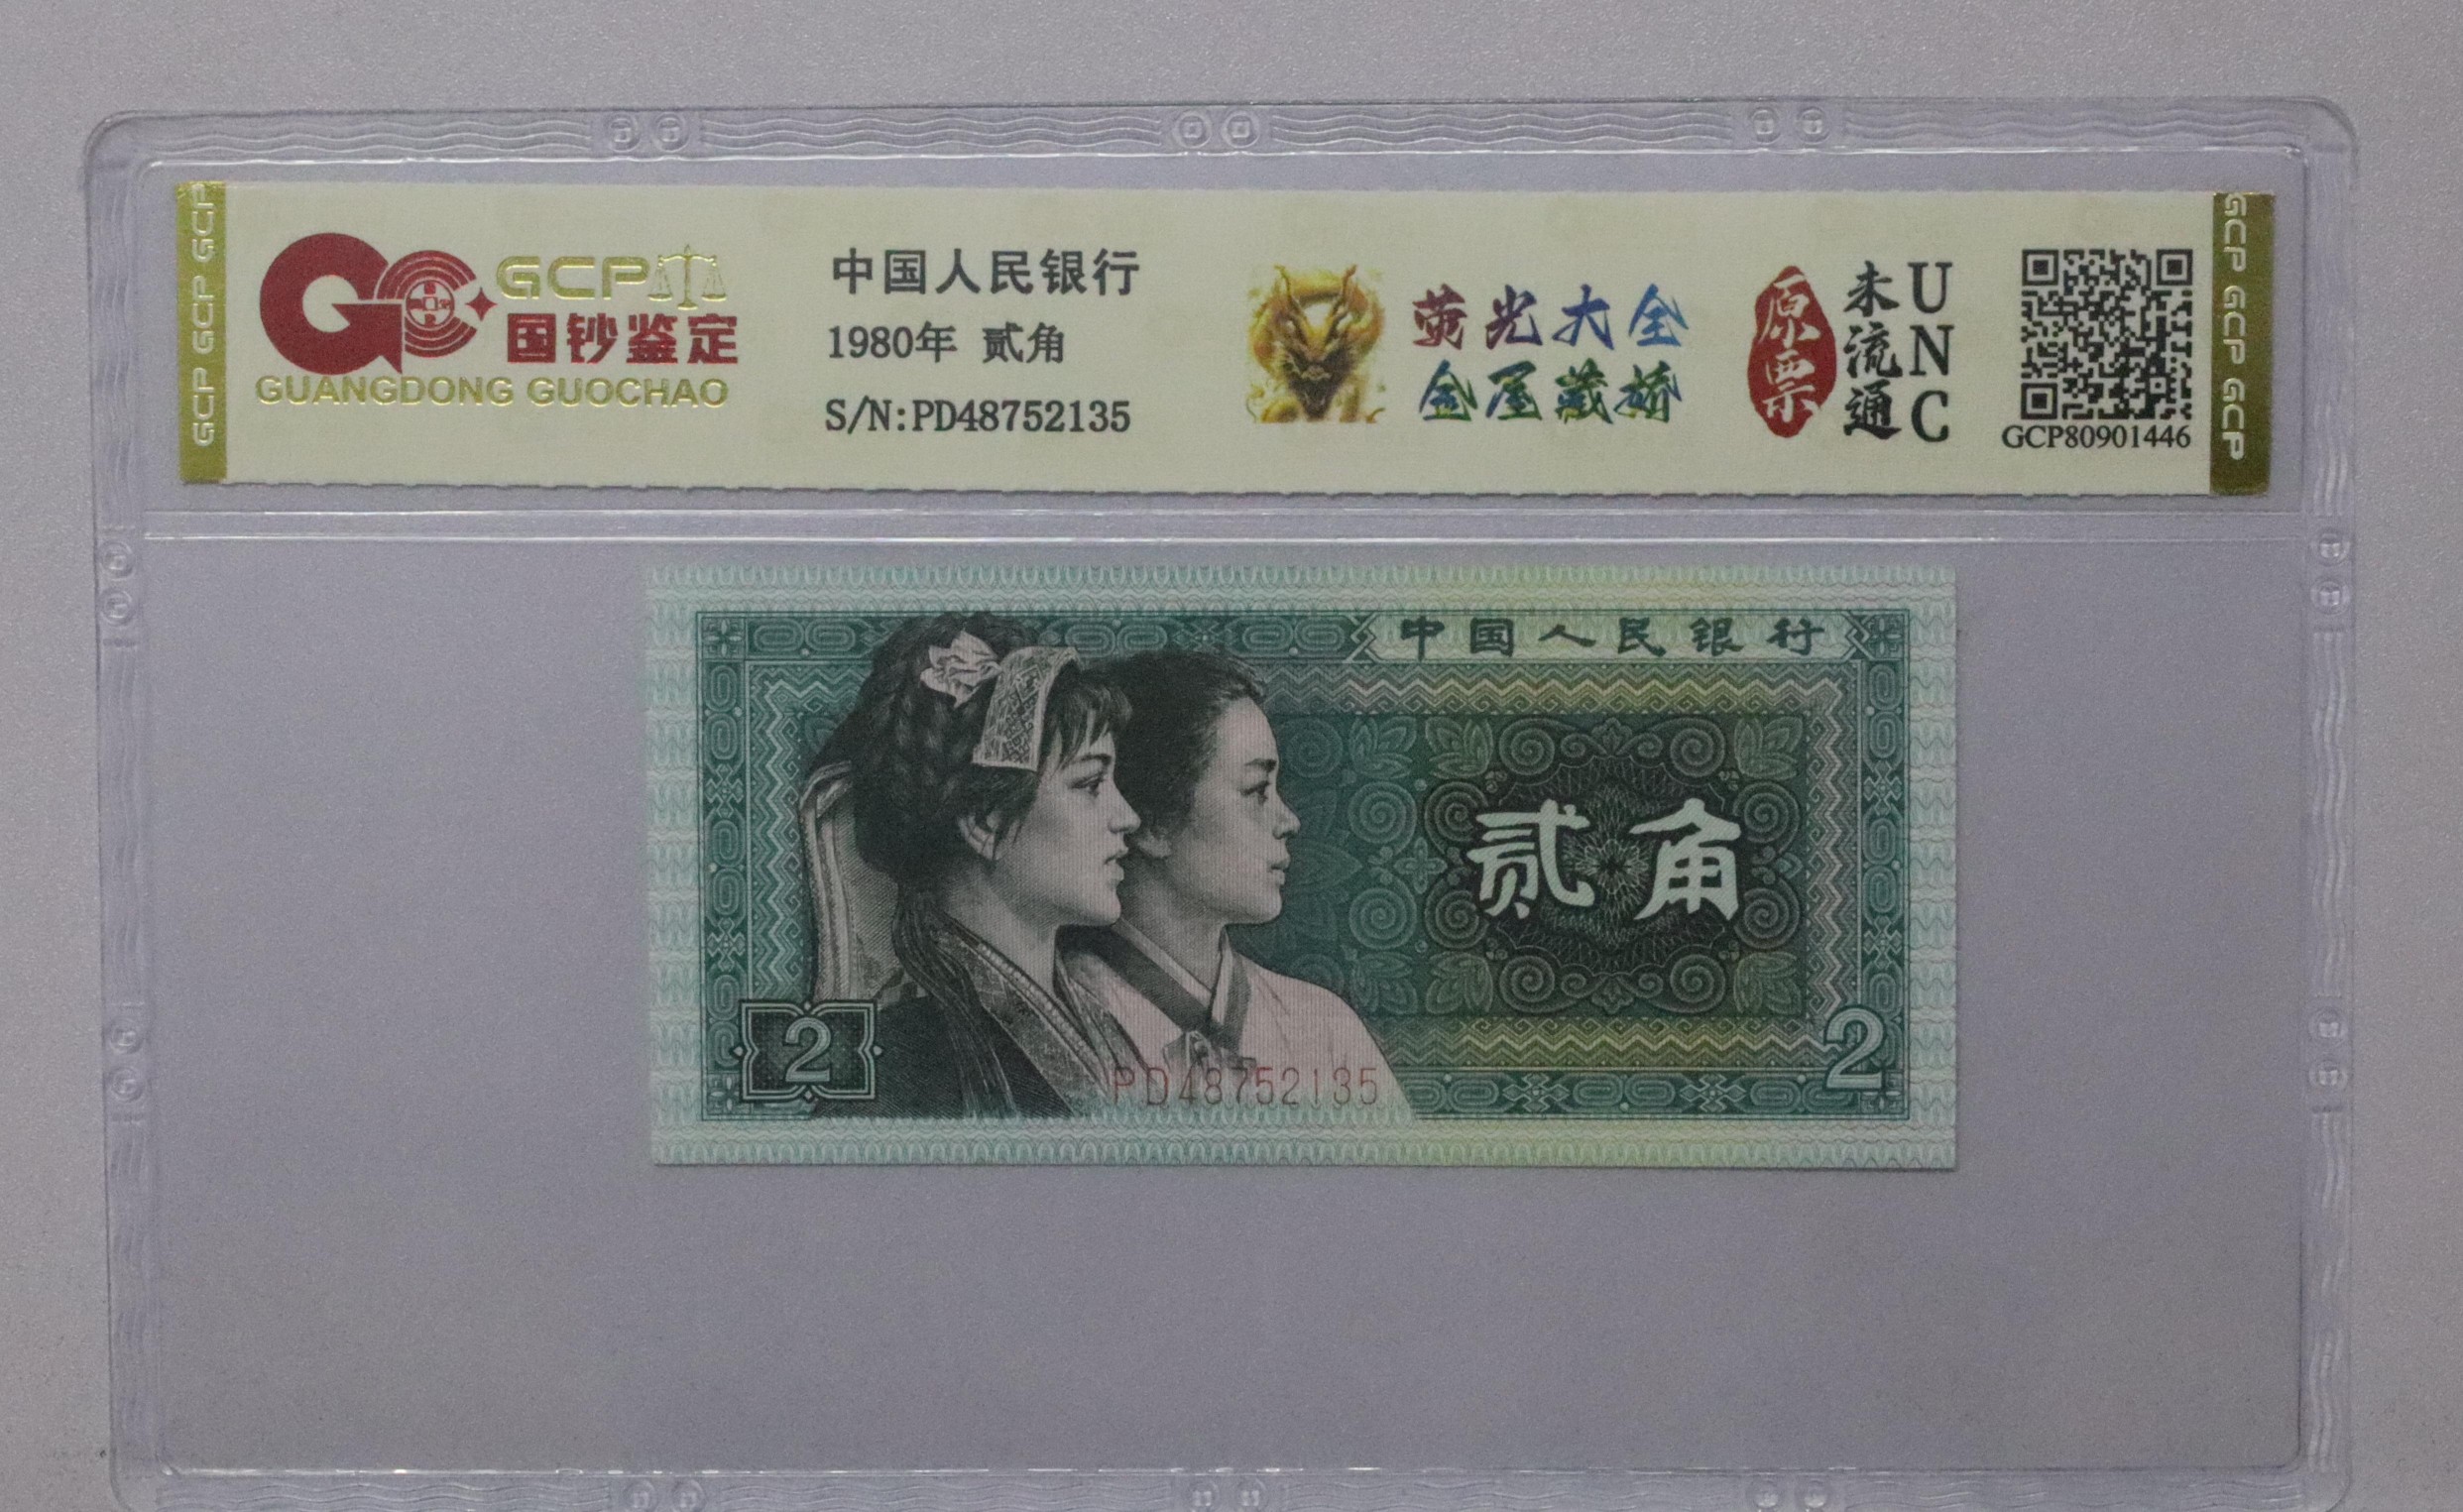 GCP GCP GCP
GCP
国钞鉴定
GUANGDONG GUOCHAO
中国人民银行
1980年 贰角
S/N:PD48752135
荧光大全
金屋藏娇
原票
未流通
UNC
GCP80901446
GCP GCP GCP
中国人民银行
贰角
2
2
PD48752135